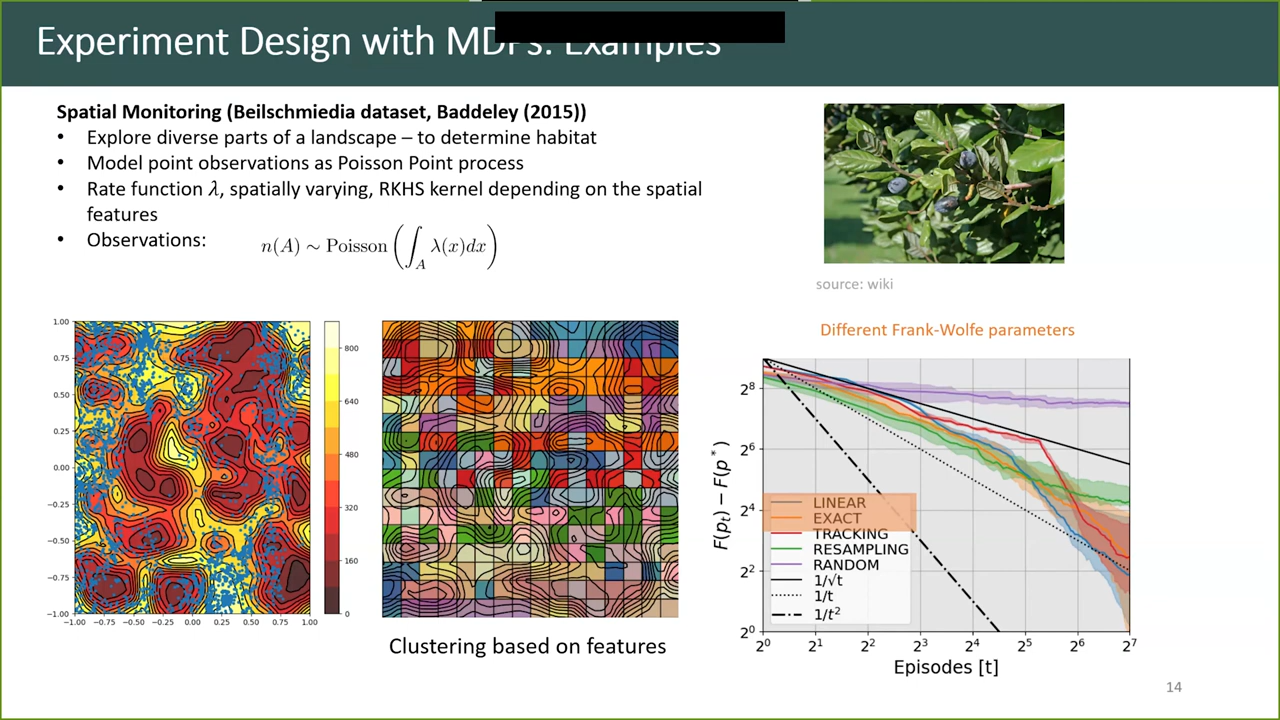 Experiment Design with MDPs: Examples
Spatial Monitoring (Beilschmiedia dataset, Baddeley (2015))
• Explore diverse parts of a landscape – to determine habitat
• Model point observations as Poisson Point process
• Rate function λ, spatially varying, RKHS kernel depending on the spatial
features
• Observations: n(A) ∼ Poisson (∫_A λ(x)dx)
source: wiki
1.00
0.75
0.50
0.25
0.00
−0.25
−0.50
−0.75
−1.00
−1.00 −0.75 −0.50 −0.25 0.00 0.25 0.50 0.75 1.00
800
640
480
320
160
0
Clustering based on features
Different Frank-Wolfe parameters
F(p_t) − F(p*)
2^8
2^6
2^4
2^2
2^0
LINEAR
EXACT
TRACKING
RESAMPLING
RANDOM
1/√t
1/t
1/t²
2^0 2^1 2^2 2^3 2^4 2^5 2^6 2^7
Episodes [t]
14